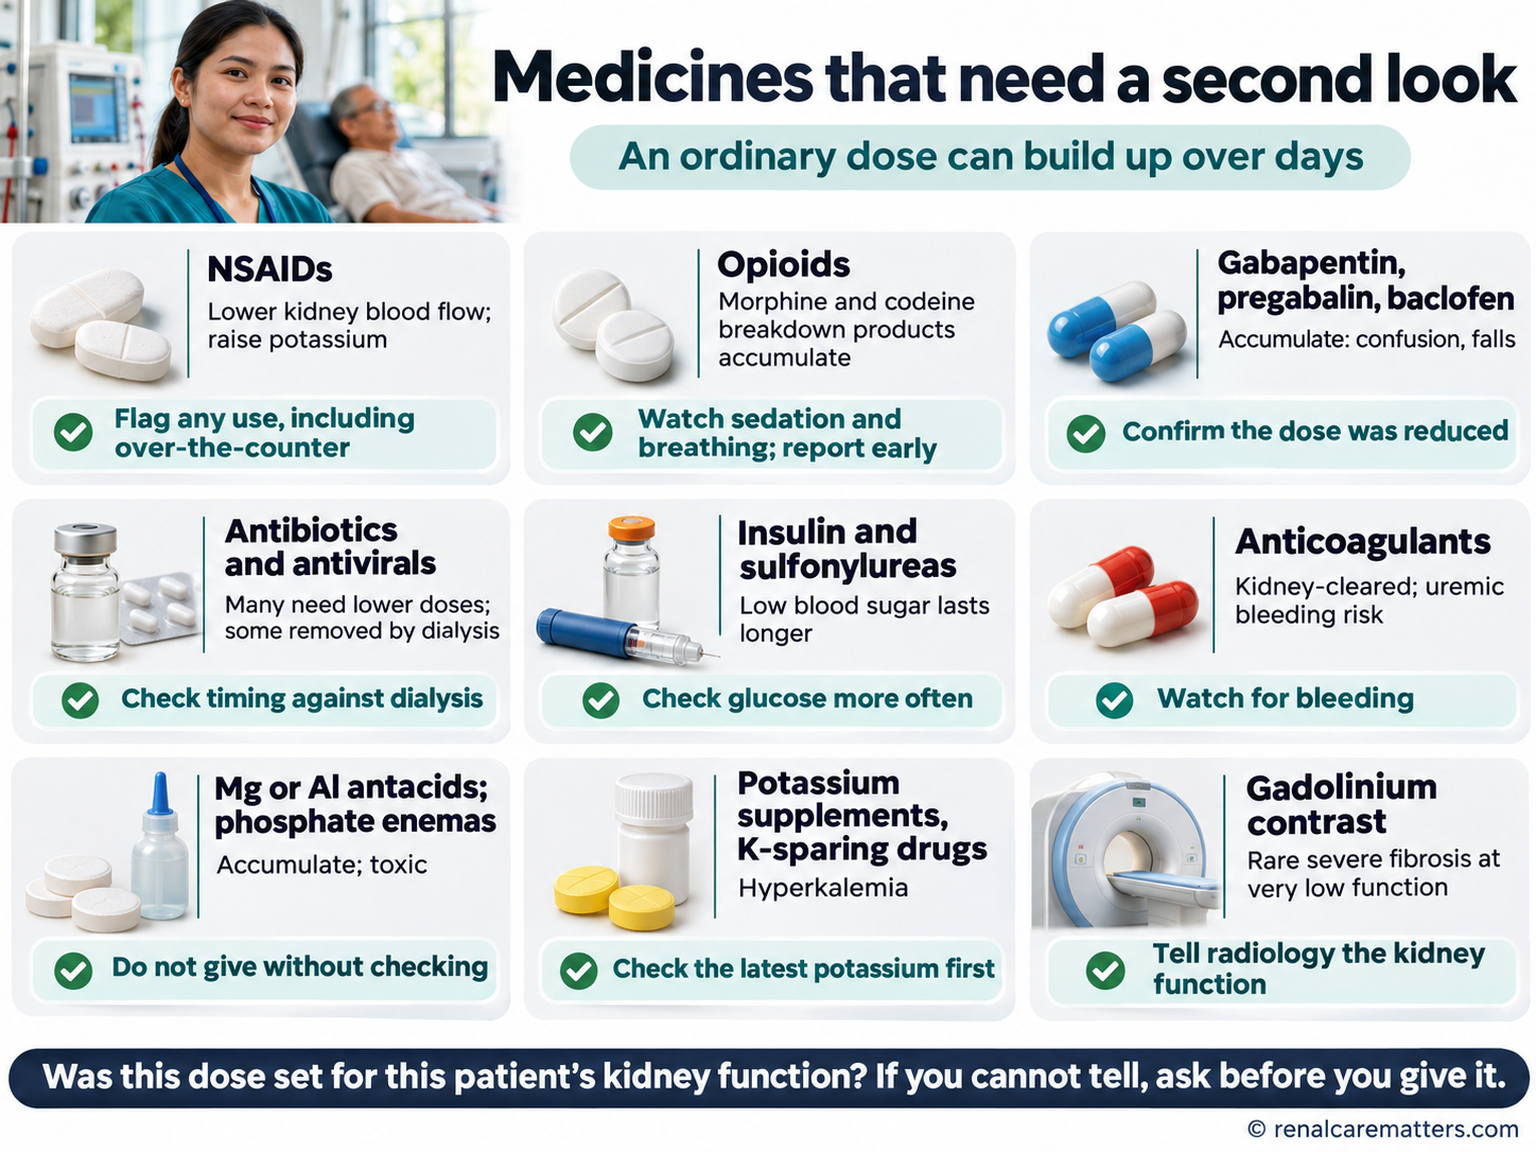 Medicines that need a second look
An ordinary dose can build up over days
NSAIDs
Lower kidney blood flow;
raise potassium
Flag any use, including
over-the-counter
Opioids
Morphine and codeine
breakdown products
accumulate
Watch sedation and
breathing; report early
Gabapentin,
pregabalin, baclofen
Accumulate: confusion, falls
Confirm the dose was reduced
Antibiotics
and antivirals
Many need lower doses;
some removed by dialysis
Check timing against dialysis
Insulin and
sulfonylureas
Low blood sugar lasts
longer
Check glucose more often
Anticoagulants
Kidney-cleared; uremic
bleeding risk
Watch for bleeding
Mg or Al antacids;
phosphate enemas
Accumulate; toxic
Do not give without checking
Potassium
supplements,
K-sparing drugs
Hyperkalemia
Check the latest potassium first
Gadolinium
contrast
Rare severe fibrosis at
very low function
Tell radiology the kidney
function
Was this dose set for this patient’s kidney function? If you cannot tell, ask before you give it.
© renalcarematters.com